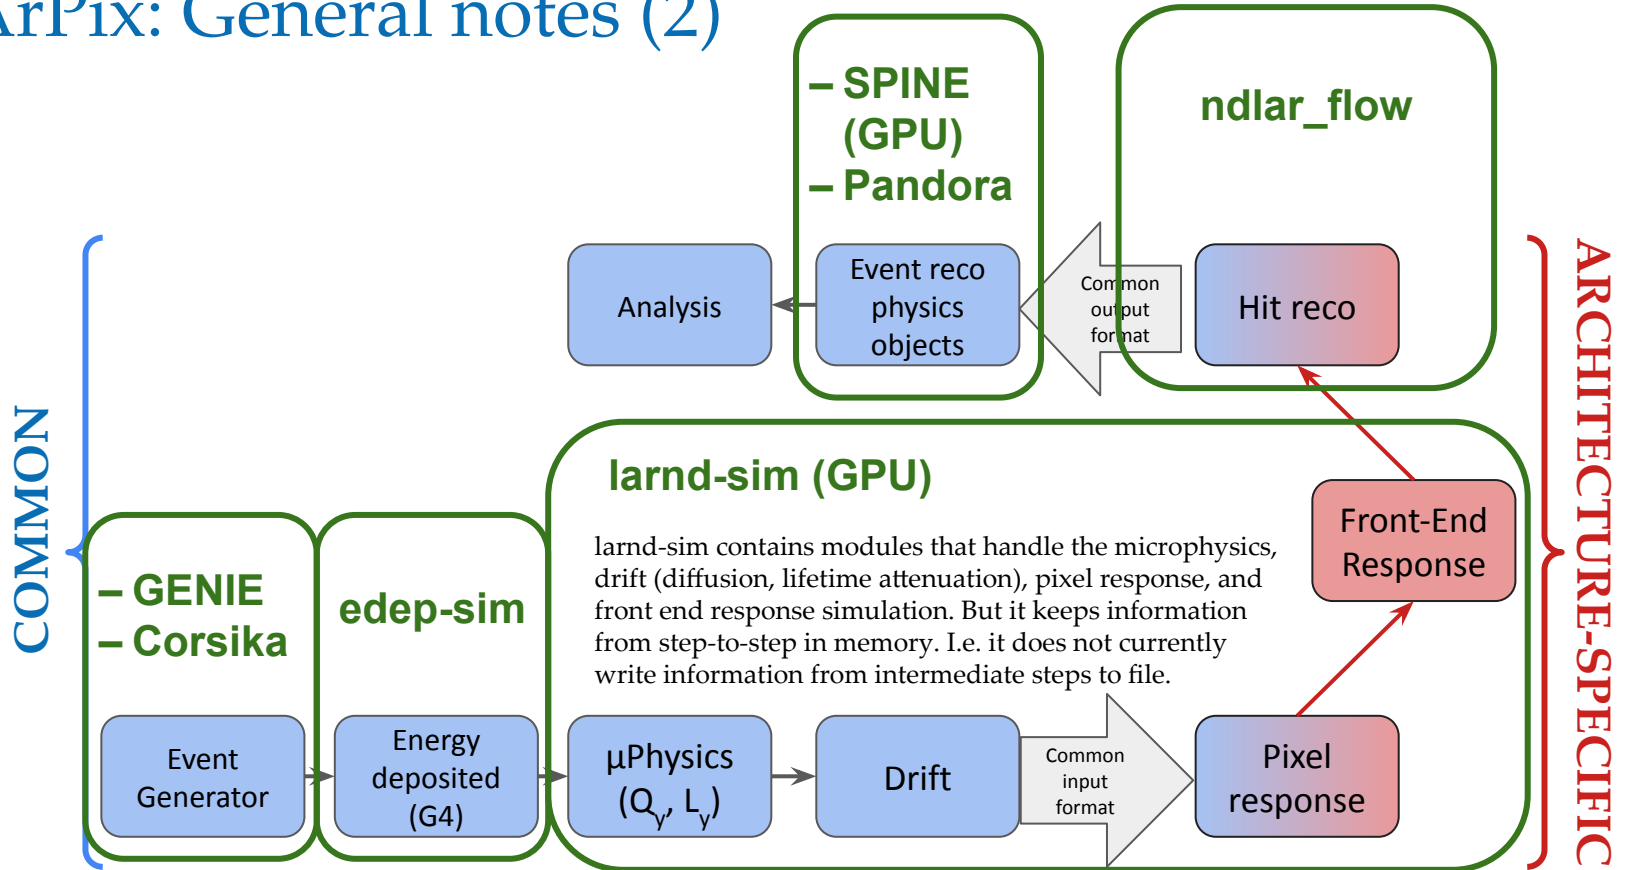 ArPix: General notes (2)
– SPINE
(GPU)
– Pandora
ndlar_flow
Analysis
Event reco
physics
objects
Common
output
format
Hit reco
COMMON
ARCHITECTURE-SPECIFIC
larnd-sim (GPU)
larnd-sim contains modules that handle the microphysics,
drift (diffusion, lifetime attenuation), pixel response, and
front end response simulation. But it keeps information
from step-to-step in memory. I.e. it does not currently
write information from intermediate steps to file.
Front-End
Response
– GENIE
– Corsika
edep-sim
Event
Generator
Energy
deposited
(G4)
µPhysics
(Qy, Ly)
Drift
Common
input
format
Pixel
response